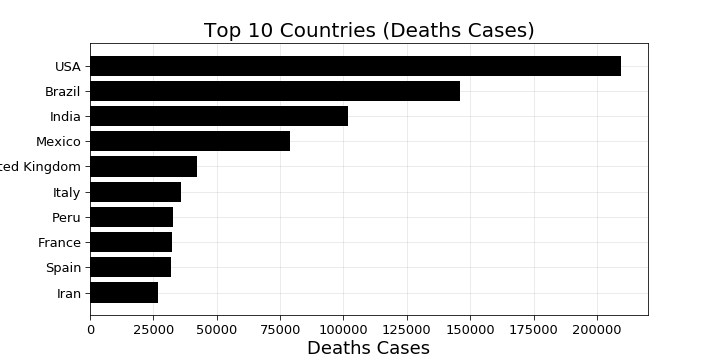 Top 10 Countries (Deaths Cases)
USA
Brazil
India
Mexico
ted Kingdom
Italy
Peru
France
Spain
Iran
0 25000 50000 75000 100000 125000 150000 175000 200000
Deaths Cases